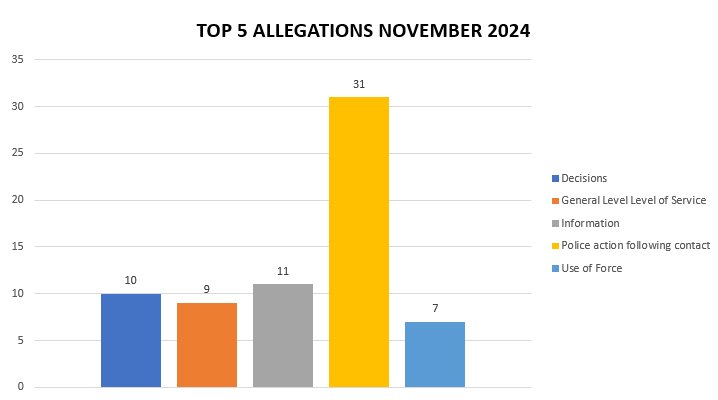 TOP 5 ALLEGATIONS NOVEMBER 2024
35
30
25
20
15
10
5
0
10
9
11
31
7
Decisions
General Level Level of Service
Information
Police action following contact
Use of Force